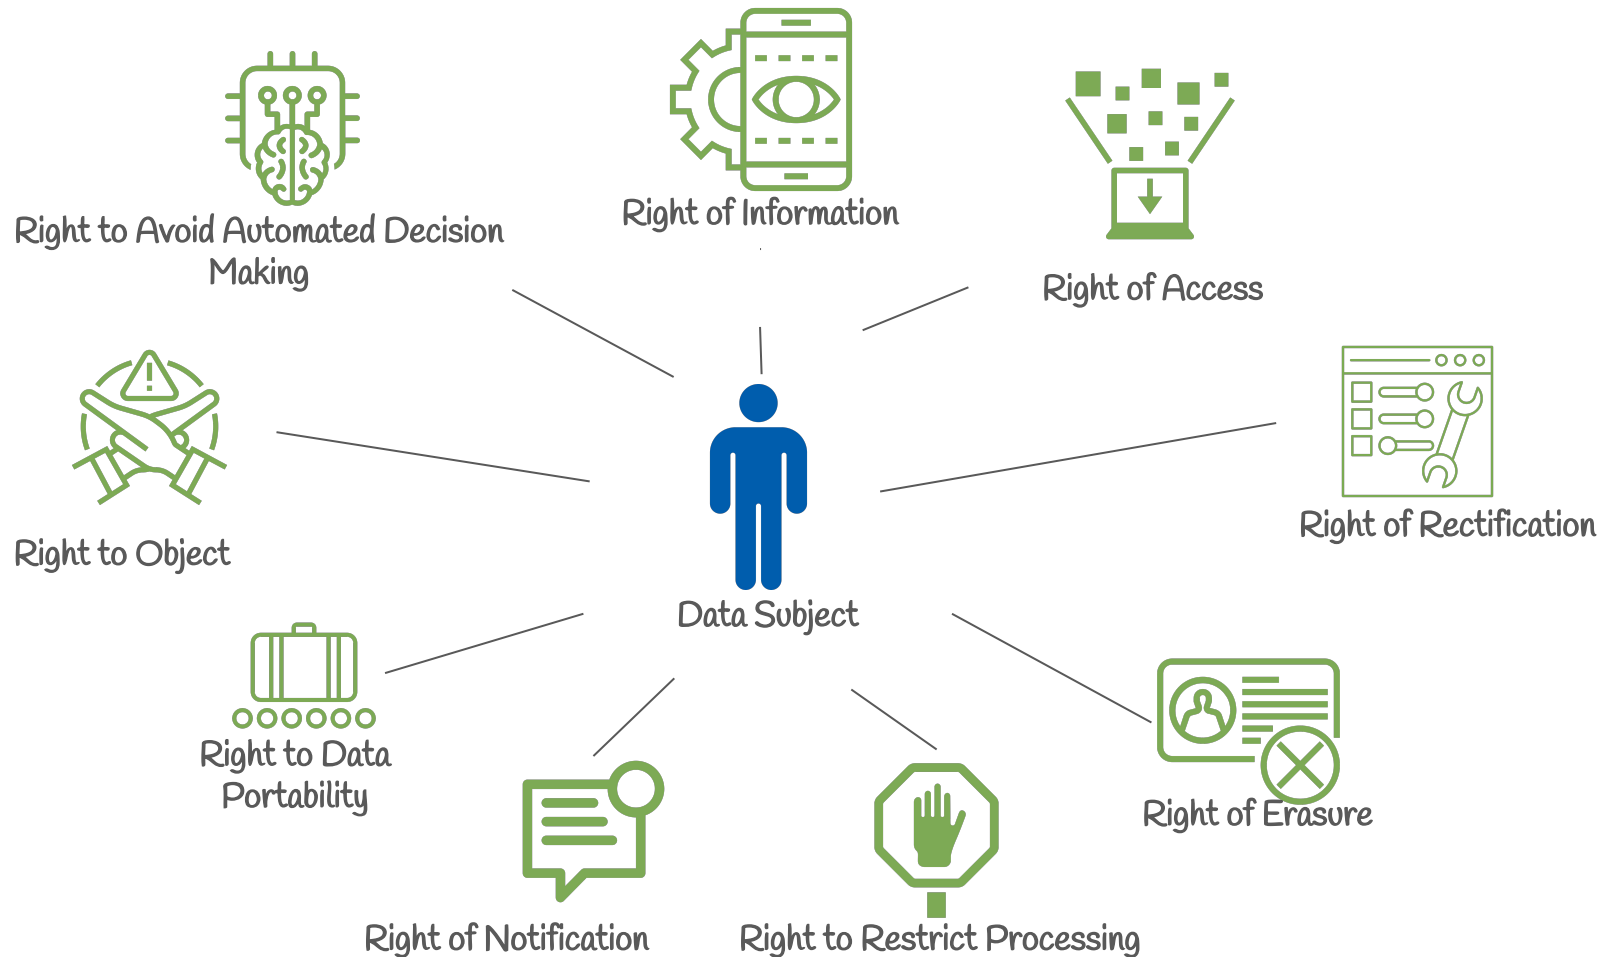 Right of Information
Right to Avoid Automated Decision
Making
Right of Access
Right of Rectification
Right to Object
Data Subject
Right to Data
Portability
Right of Erasure
Right of Notification
Right to Restrict Processing